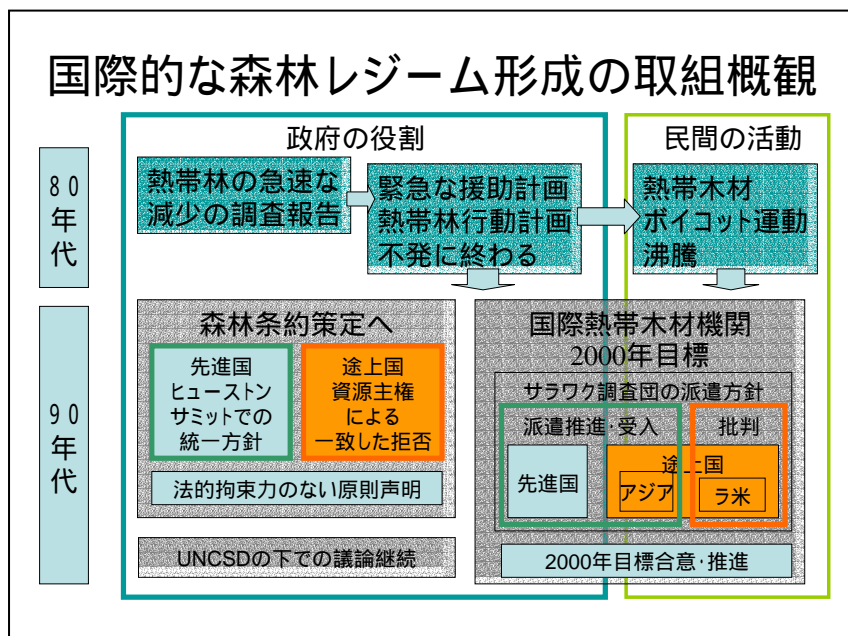 国際的な森林レジーム形成の取組概観
政府の役割
民間の活動
80年代
熱帯林の急速な
減少の調査報告
緊急な援助計画
熱帯林行動計画
不発に終わる
熱帯木材
ボイコット運動
沸騰
90年代
森林条約策定へ
先進国
ヒューストン
サミットでの
統一方針
途上国
資源主権
による
一致した拒否
法的拘束力のない原則声明
UNCSDの下での議論継続
国際熱帯木材機関
2000年目標
サラワク調査団の派遣方針
派遣推進・受入
批判
先進国
途上国
アジア
ラ米
2000年目標合意・推進